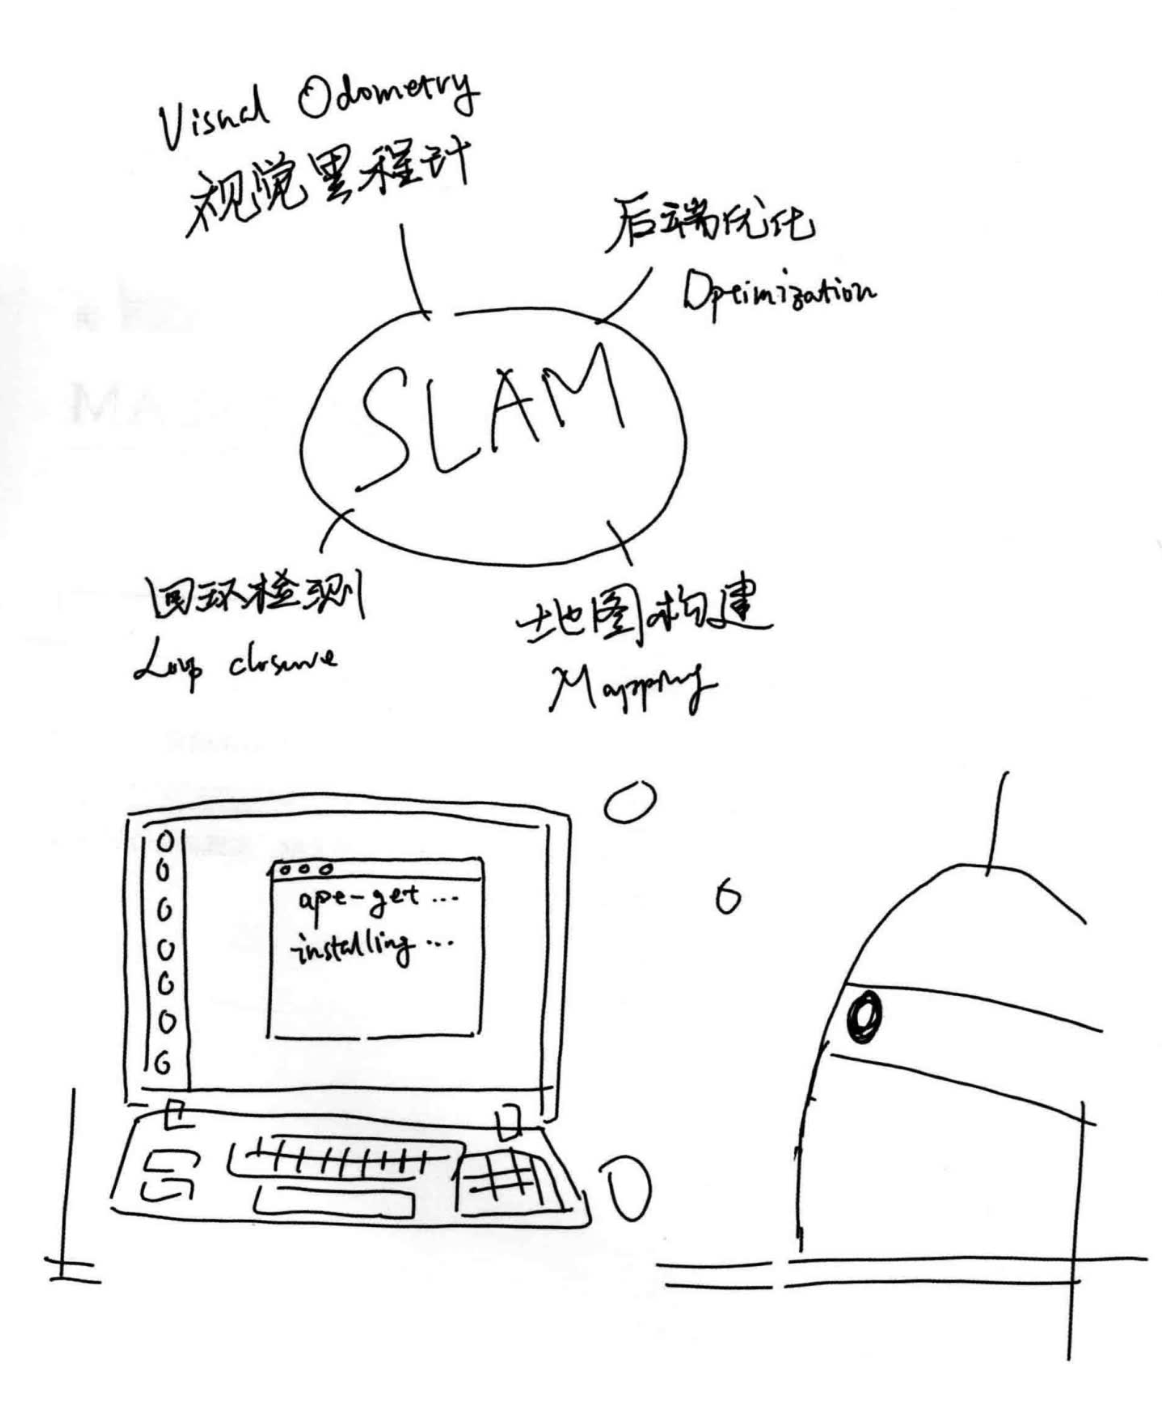 Visual Odometry
视觉里程计
后端优化
Optimization
SLAM
回环检测
Loop closure
地图构建
Mapping
apt-get ...
installing ...